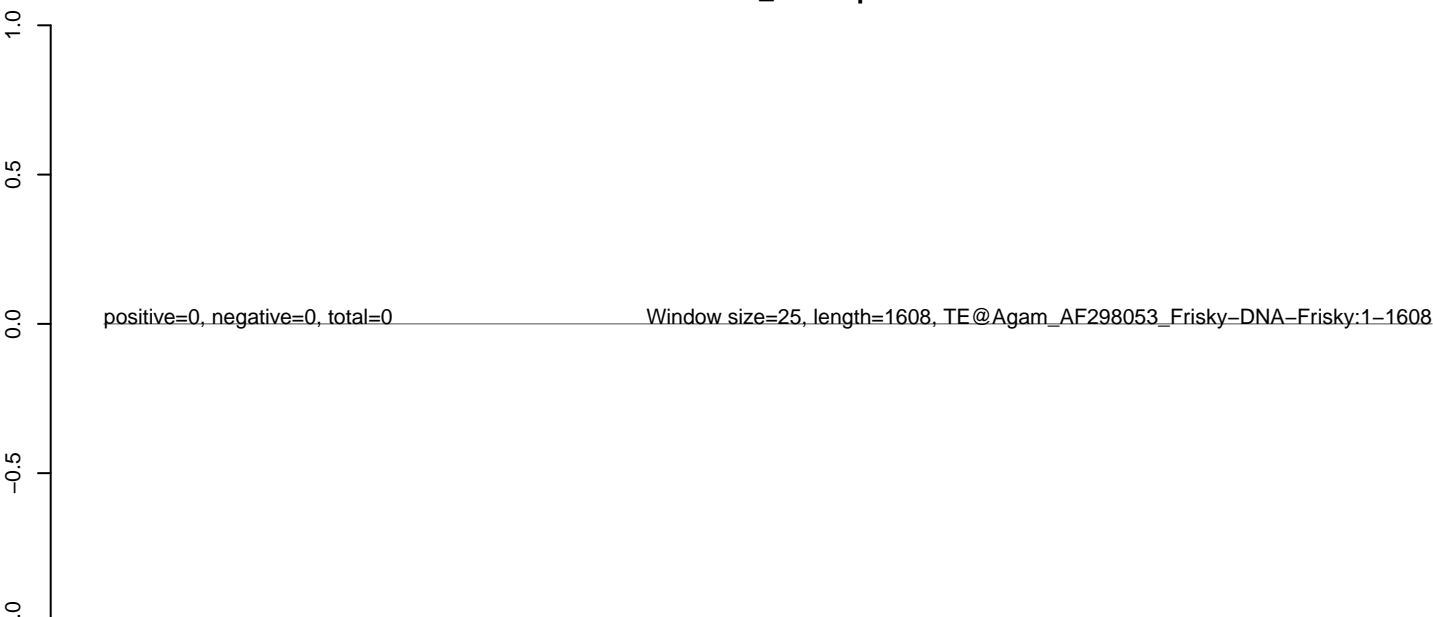 1.0
0.5
positive=0, negative=0, total=0 Window size=25, length=1608, TE@Agam_AF298053_Frisky−DNA−Frisky:1−1608
0.0
−0.5